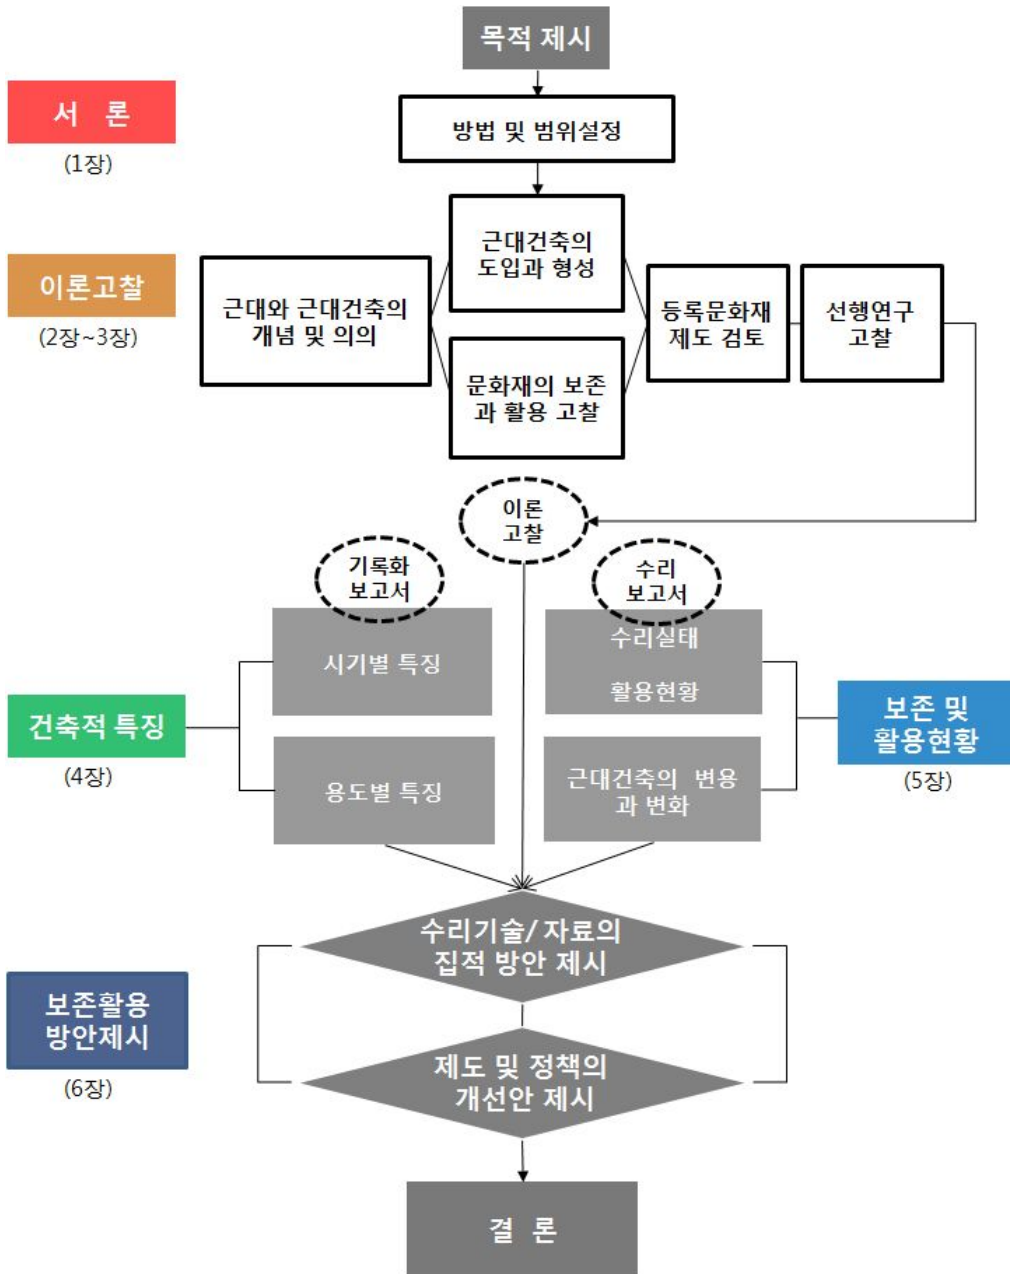 목적 제시
서 론
(1장)
방법 및 범위설정
이론고찰
(2장~3장)
근대와 근대건축의
개념 및 의의
근대건축의
도입과 형성
문화재의 보존
과 활용 고찰
등록문화재
제도 검토
선행연구
고찰
이론
고찰
기록화
보고서
수리
보고서
시기별 특징
수리실태
활용현황
건축적 특징
(4장)
용도별 특징
근대건축의 변용
과 변화
보존 및
활용현황
(5장)
수리기술/ 자료의
집적 방안 제시
보존활용
방안제시
(6장)
제도 및 정책의
개선안 제시
결 론